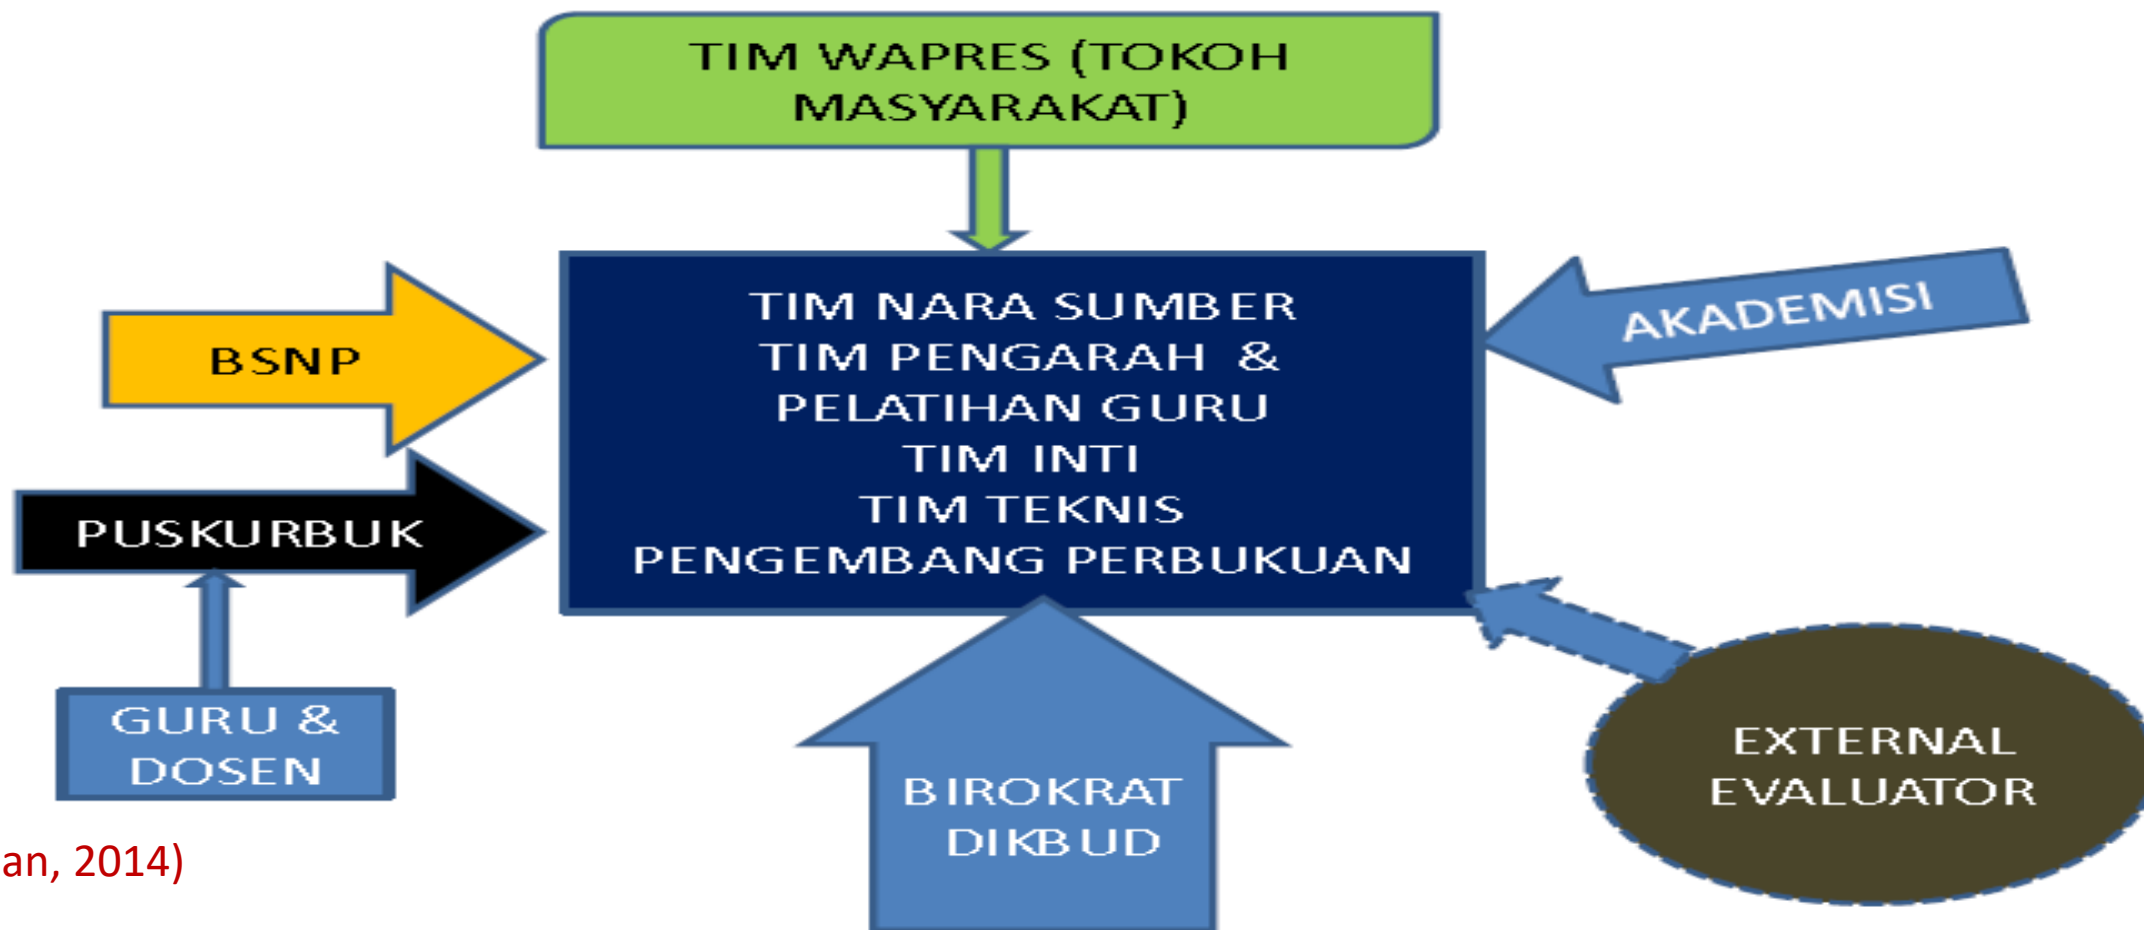 TIM WAPRES (TOKOH
MASYARAKAT)
BSNP
TIM NARA SUMBER
TIM PENGARAH &
PELATIHAN GURU
TIM INTI
TIM TEKNIS
PENGEMBANG PERBUKUAN
AKADEMISI
PUSKURBUK
GURU &
DOSEN
BIROKRAT
DIKBUD
EXTERNAL
EVALUATOR
an, 2014)